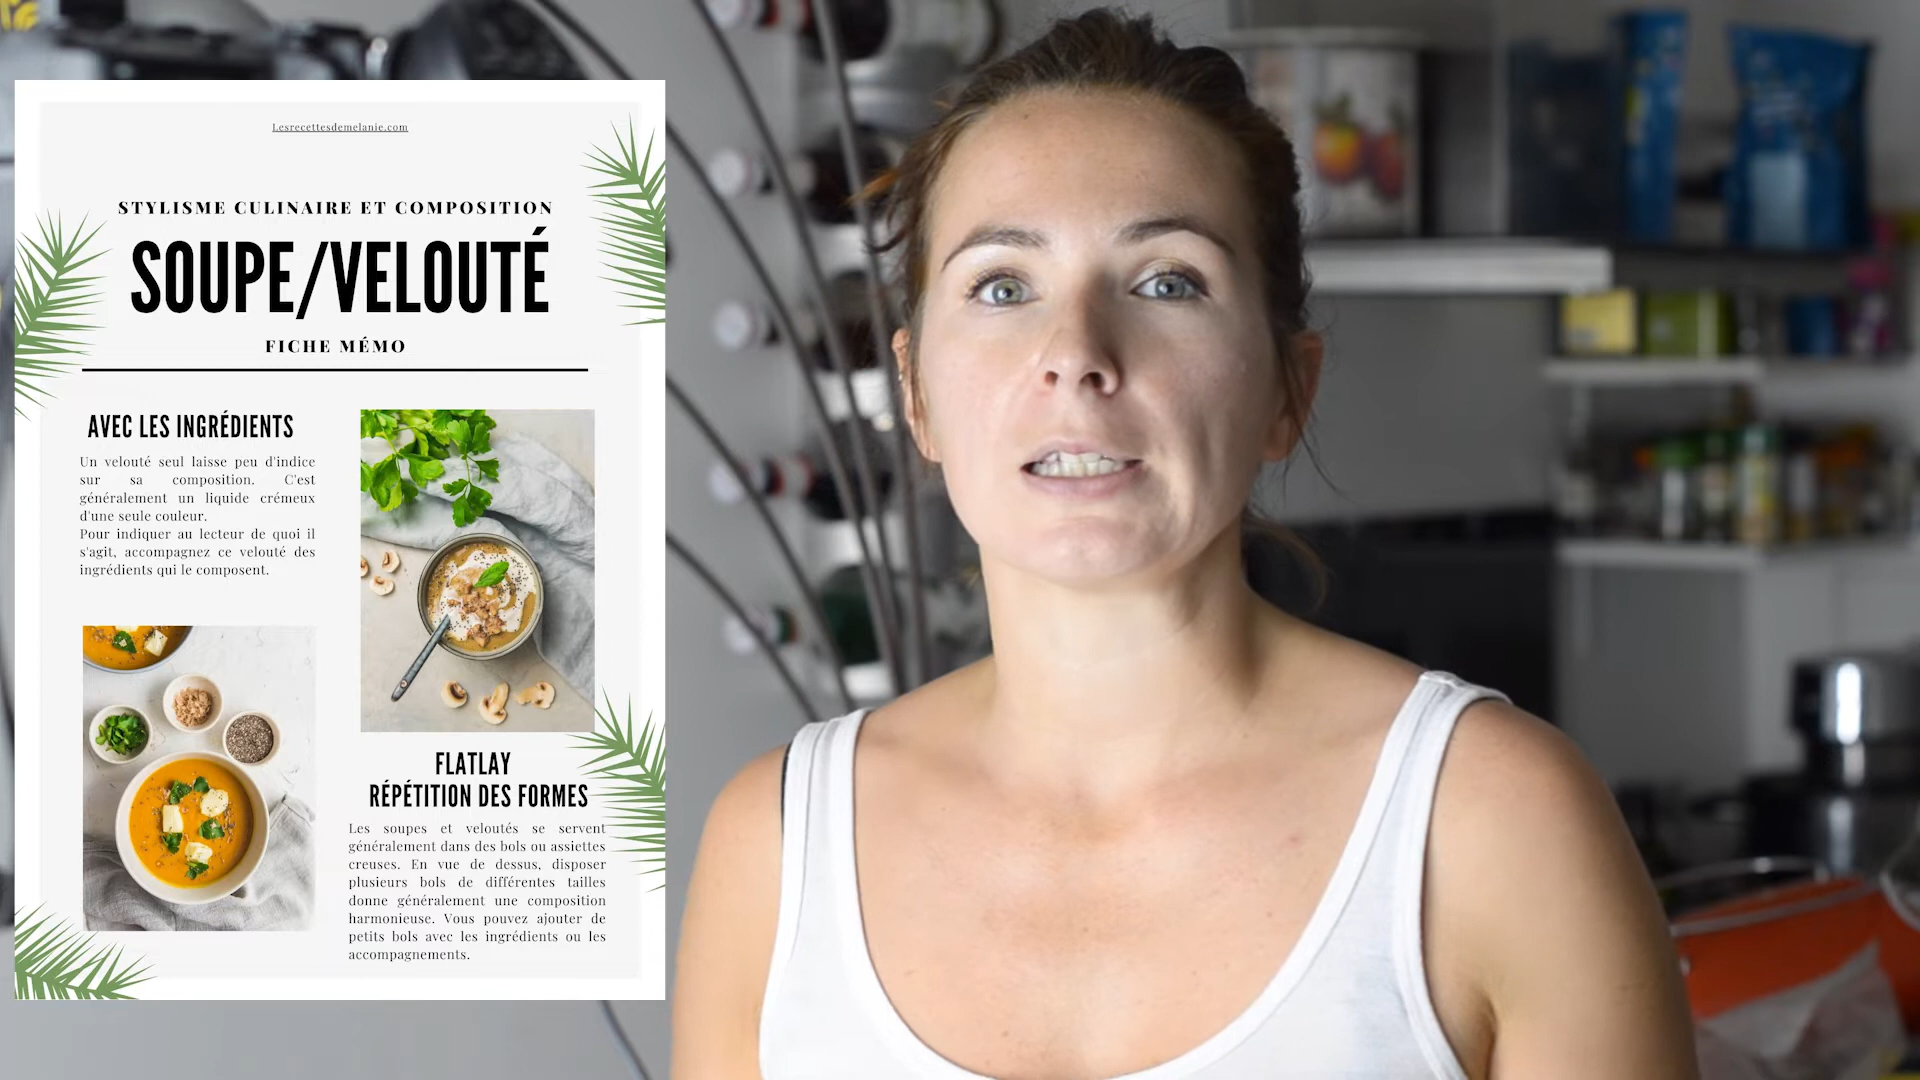 Lesrecettesdemelanie.com
STYLISME CULINAIRE ET COMPOSITION
SOUPE/VELOUTÉ
FICHE MÉMO
AVEC LES INGRÉDIENTS
Un velouté seul laisse peu d'indice
sur sa composition. C'est
généralement un liquide crémeux
d'une seule couleur.
Pour indiquer au lecteur de quoi il
s'agit, accompagnez ce velouté des
ingrédients qui le composent.
FLATLAY
RÉPÉTITION DES FORMES
Les soupes et veloutés se servent
généralement dans des bols ou assiettes
creuses. En vue de dessus, disposer
plusieurs bols de différentes tailles
donne généralement une composition
harmonieuse. Vous pouvez ajouter de
petits bols avec les ingrédients ou les
accompagnements.